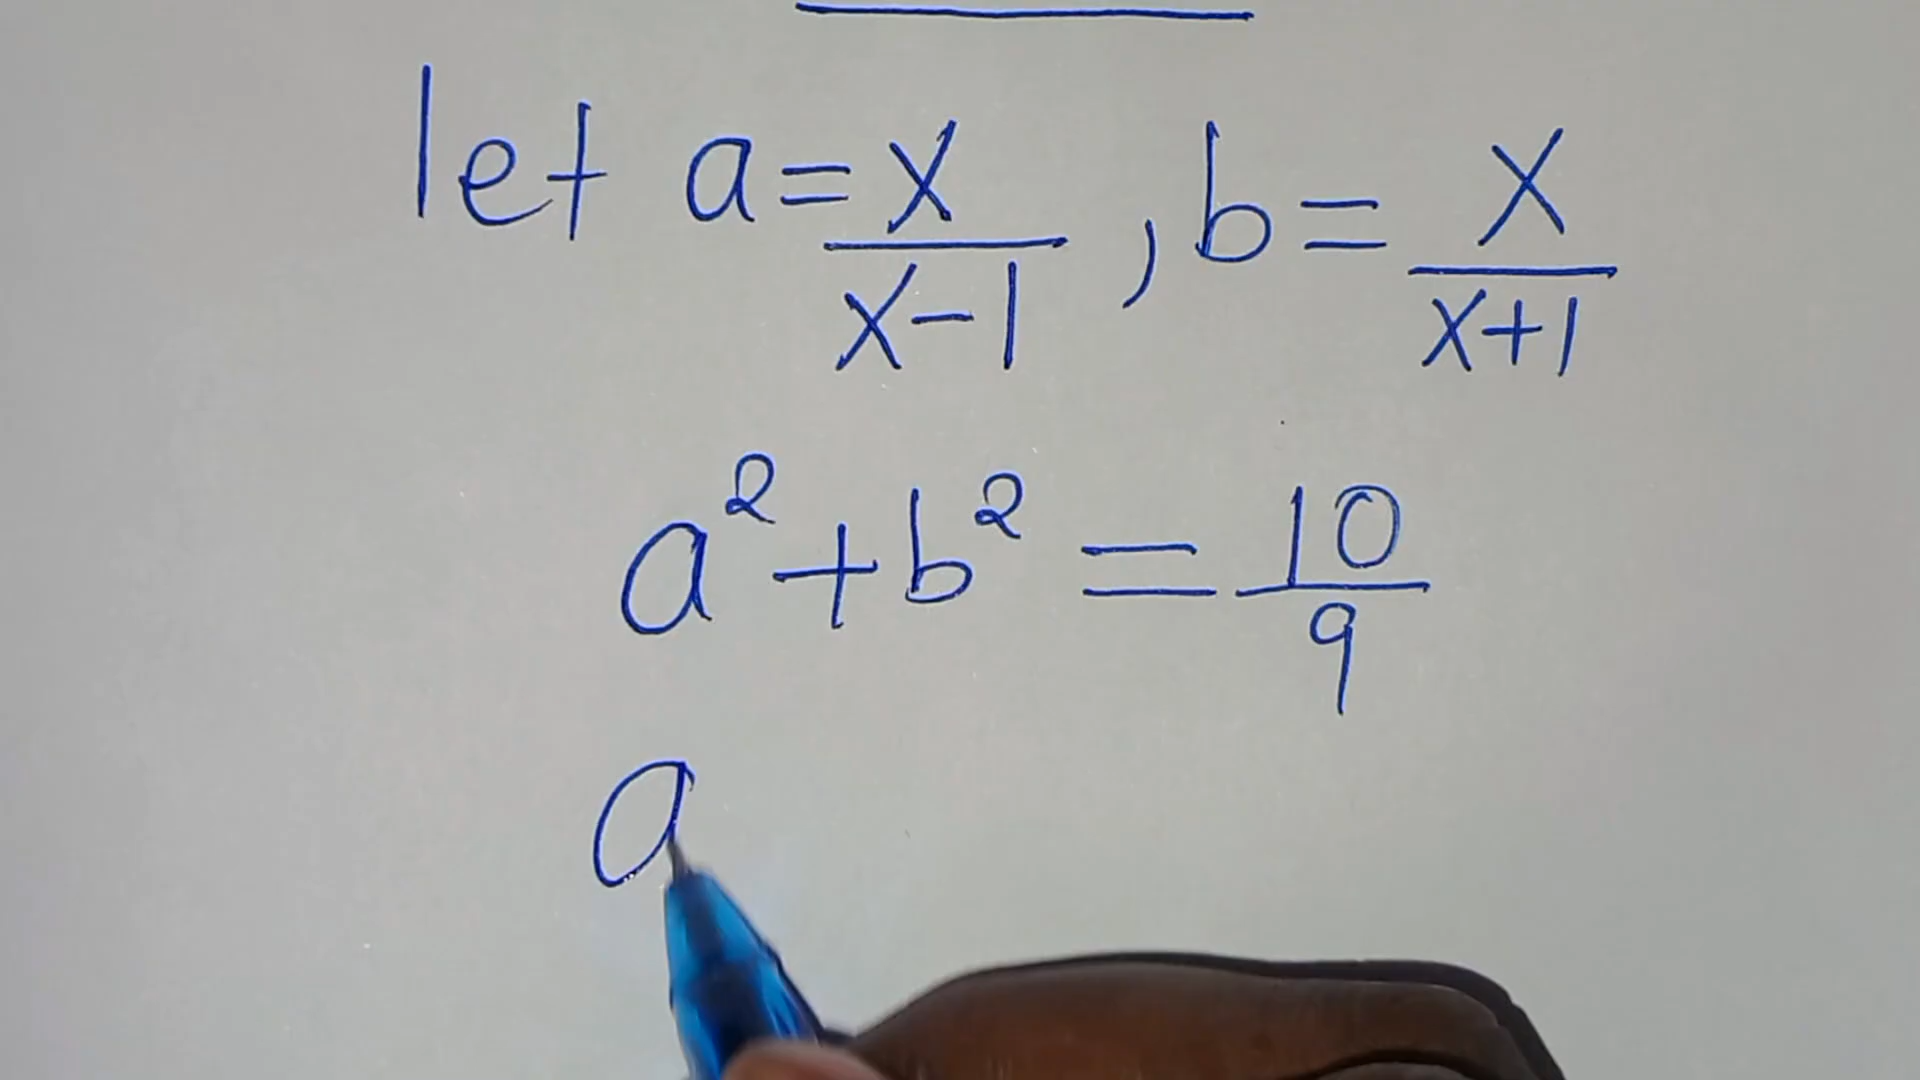 let a = x/(x-1) , b = x/(x+1)
a² + b² = 10/9
a